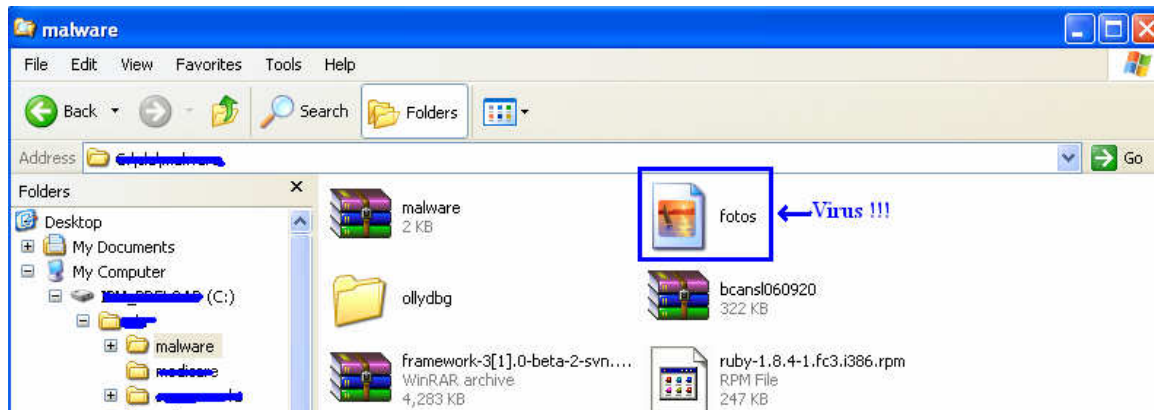 malware
File Edit View Favorites Tools Help
Back Search Folders
Address Go
Folders
Desktop
My Documents
My Computer
(C:)
malware
malware
2 KB
fotos
Virus !!!
ollydbg
bcansl060920
322 KB
framework-3[1].0-beta-2-svn....
WinRAR archive
4,283 KB
ruby-1.8.4-1.fc3.i386.rpm
RPM File
247 KB